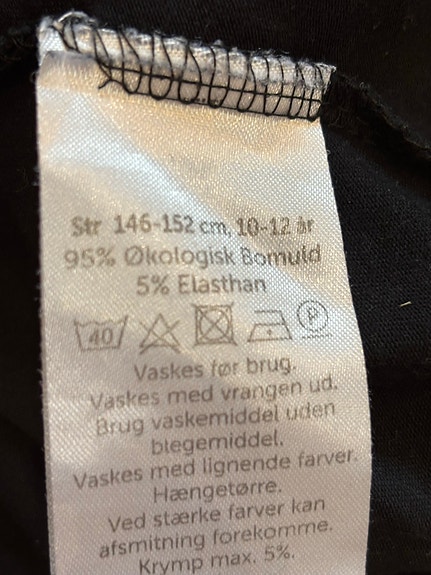 Str 146-152 cm, 10-12 år
95% Økologisk Bomuld
5% Elasthan
40 P
Vaskes før brug.
Vaskes med vrangen ud.
Brug vaskemiddel uden
blegemiddel.
Vaskes med lignende farver.
Hængetørre.
Ved stærke farver kan
afsmitning forekomme.
Krymp max. 5%.